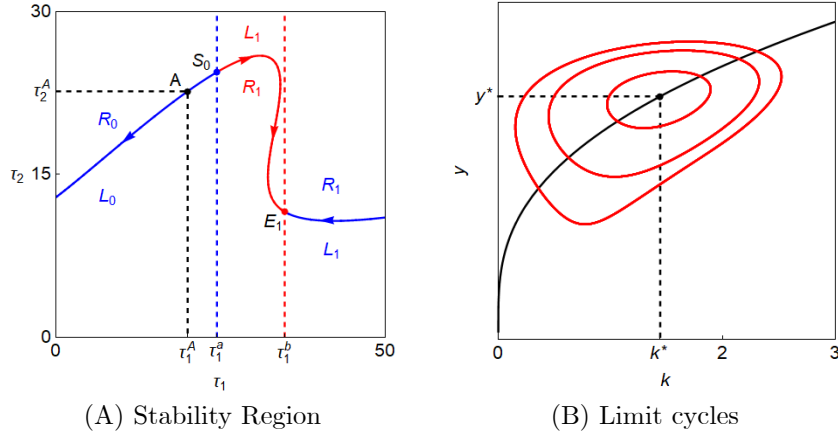 30
15
0
τ₂
τ₂ᴬ
A
S₀
L₁
R₁
R₀
L₀
E₁
R₁
L₁
0
τ₁ᴬ
τ₁ᵃ
τ₁ᵇ
50
τ₁
(A) Stability Region
y
y*
0
k*
2
3
k
(B) Limit cycles